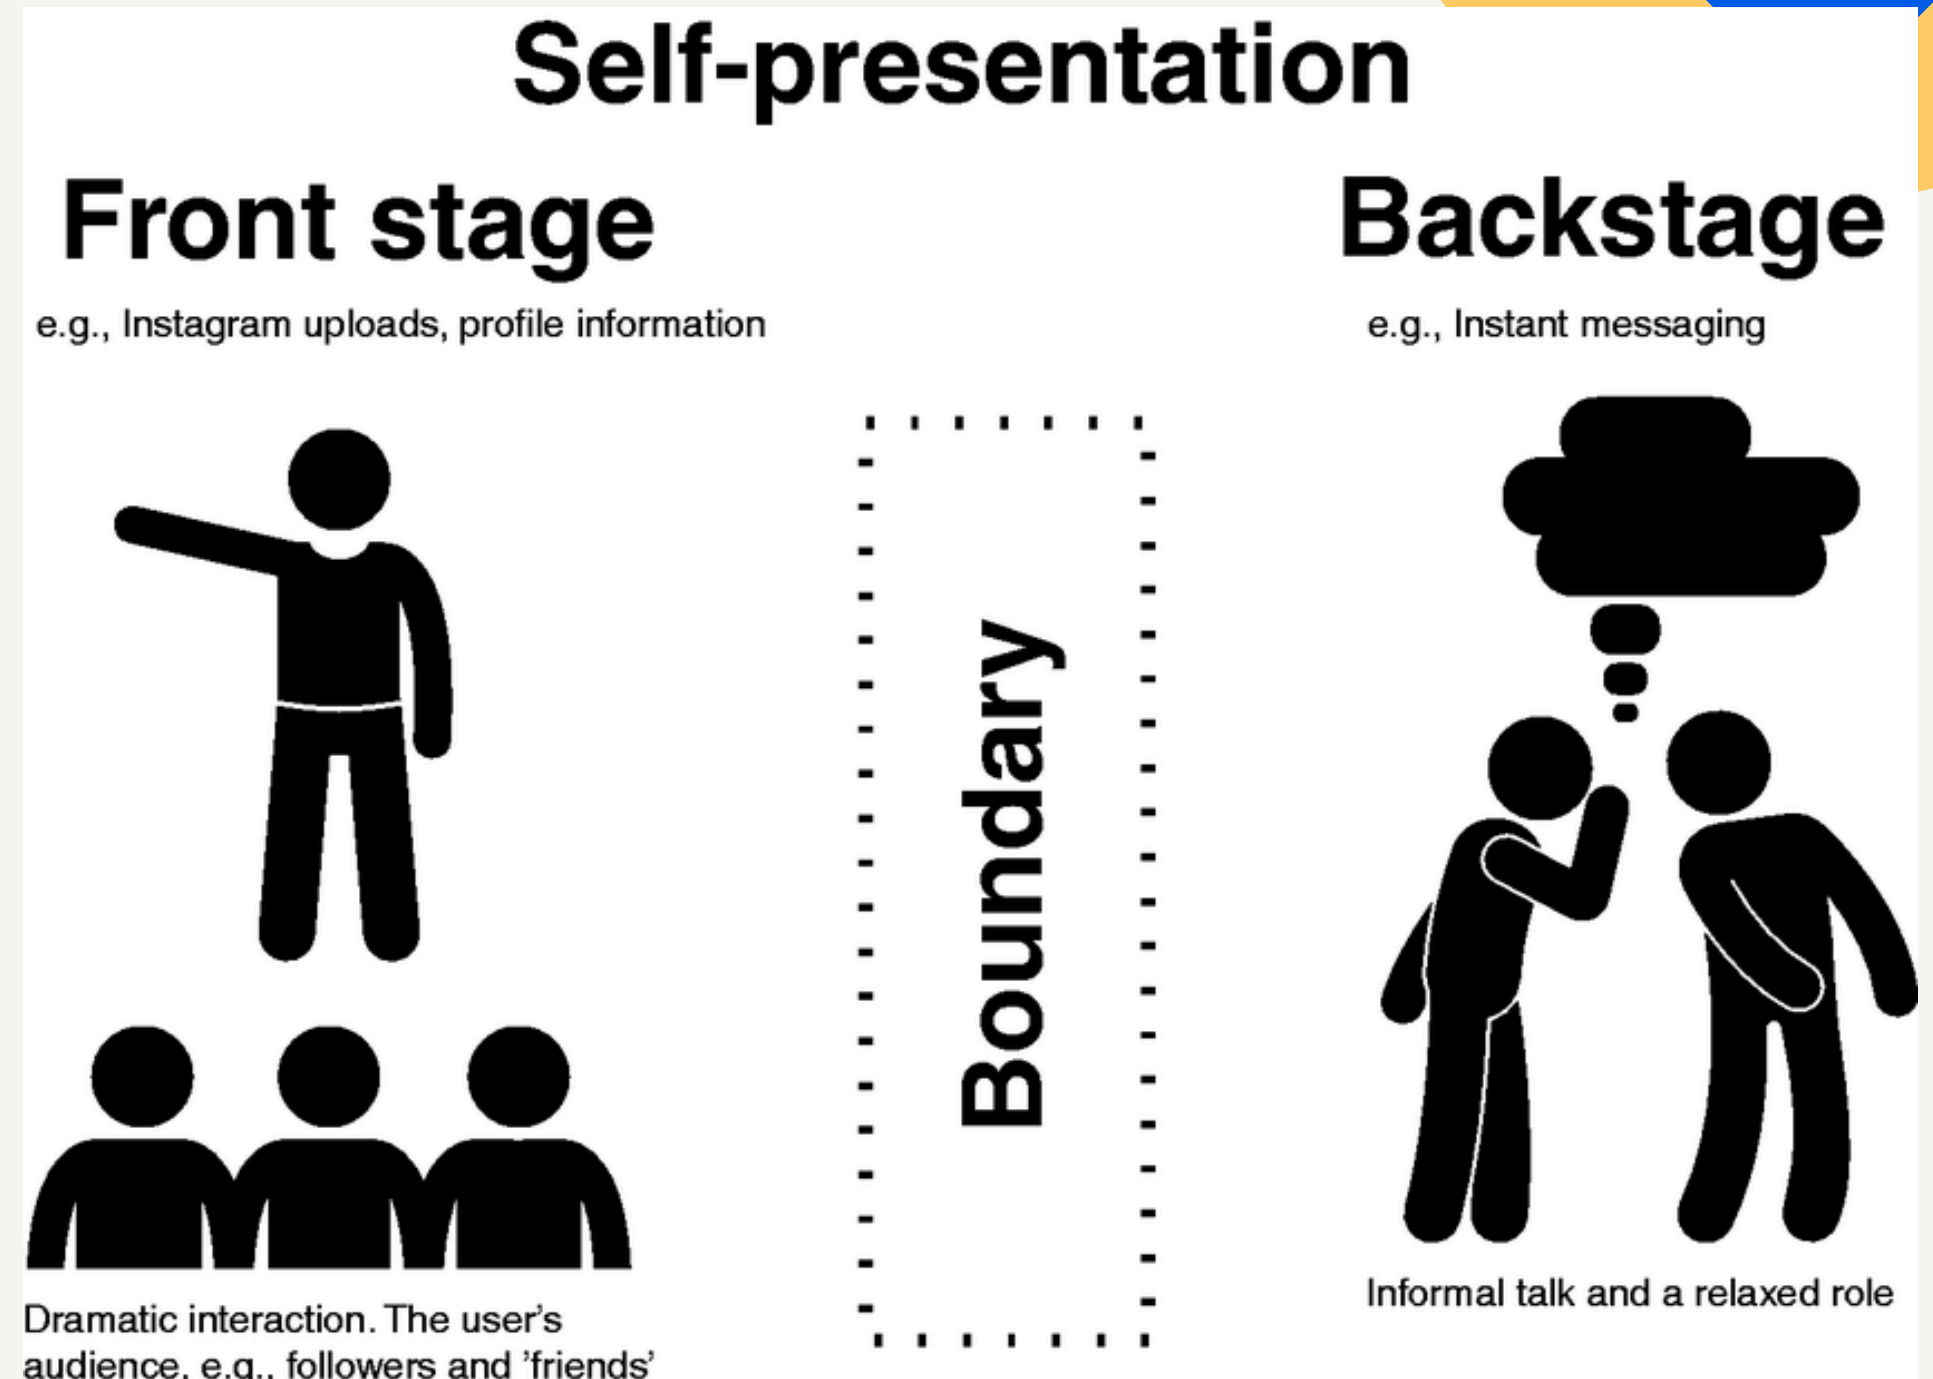 Self-presentation
Front stage
e.g., Instagram uploads, profile information
Dramatic interaction. The user's
audience, e.g., followers and 'friends'
Boundary
Backstage
e.g., Instant messaging
Informal talk and a relaxed role